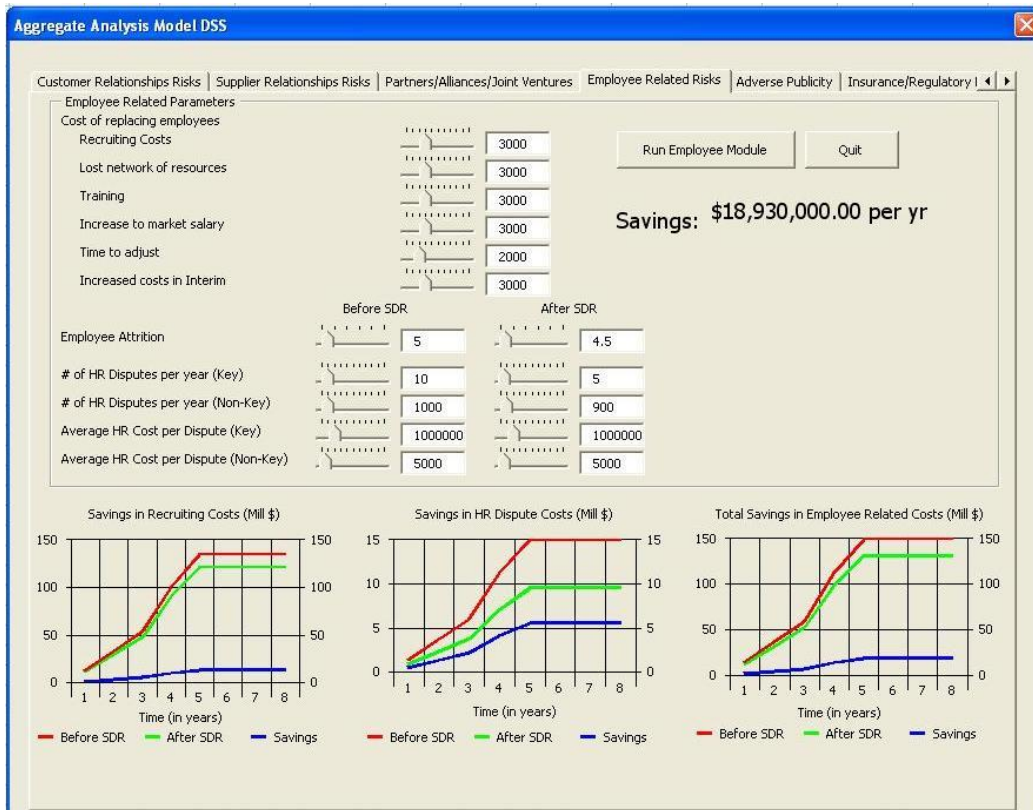 Aggregate Analysis Model DSS
Customer Relationships Risks Supplier Relationships Risks Partners/Alliances/Joint Ventures Employee Related Risks Adverse Publicity Insurance/Regulatory
Employee Related Parameters
Cost of replacing employees
Recruiting Costs 3000
Lost network of resources 3000
Training 3000
Increase to market salary 3000
Time to adjust 2000
Increased costs in Interim 3000
Run Employee Module Quit
Savings: $18,930,000.00 per yr
Before SDR After SDR
Employee Attrition 5 4.5
# of HR Disputes per year (Key) 10 5
# of HR Disputes per year (Non-Key) 1000 900
Average HR Cost per Dispute (Key) 1000000 1000000
Average HR Cost per Dispute (Non-Key) 5000 5000
Savings in Recruiting Costs (Mill $)
150 150
100 100
50 50
0 0
1 2 3 4 5 6 7 8
Time (in years)
Before SDR After SDR Savings
Savings in HR Dispute Costs (Mill $)
15 15
10 10
5 5
0 0
1 2 3 4 5 6 7 8
Time (in years)
Before SDR After SDR Savings
Total Savings in Employee Related Costs (Mill $)
150 150
100 100
50 50
0 0
1 2 3 4 5 6 7 8
Time (in years)
Before SDR After SDR Savings